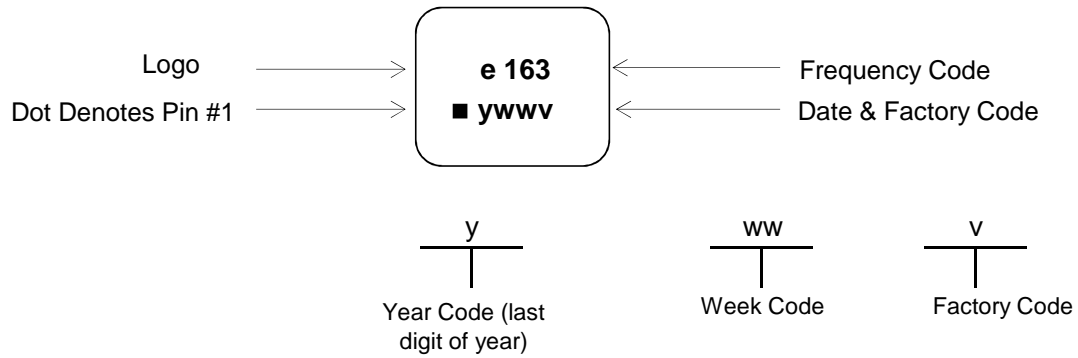 Logo
e 163
Frequency Code
Dot Denotes Pin #1
■ ywwv
Date & Factory Code
y
ww
v
Year Code (last
digit of year)
Week Code
Factory Code